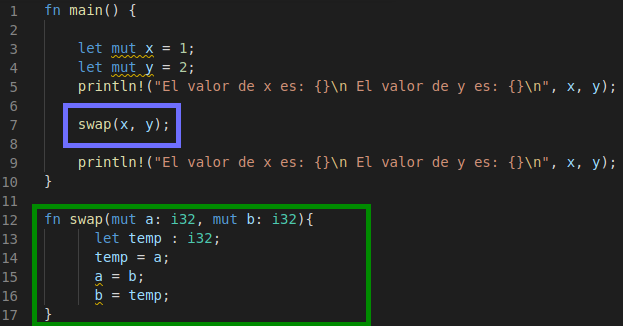 1 fn main() {
2
3 let mut x = 1;
4 let mut y = 2;
5 println!("El valor de x es: {}\n El valor de y es: {}\n", x, y);
6
7 swap(x, y);
8
9 println!("El valor de x es: {}\n El valor de y es: {}\n", x, y);
10 }
11
12 fn swap(mut a: i32, mut b: i32){
13 let temp : i32;
14 temp = a;
15 a = b;
16 b = temp;
17 }